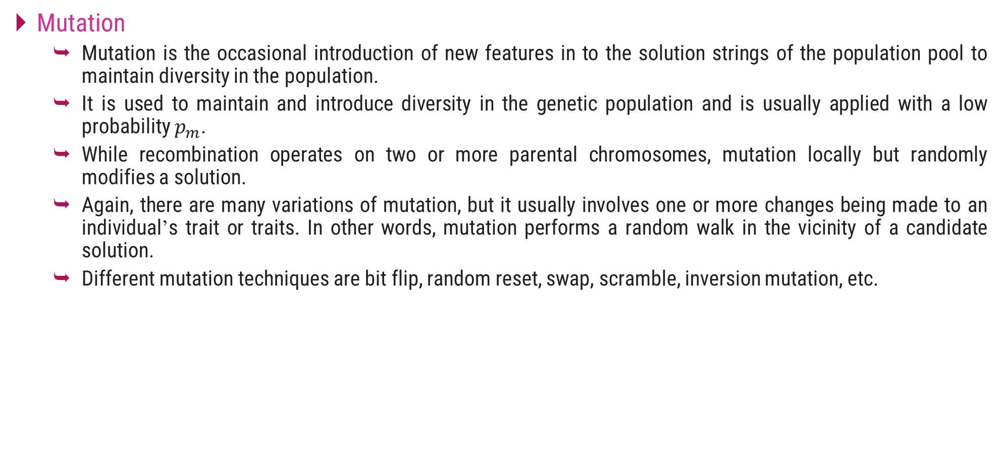 Mutation
Mutation is the occasional introduction of new features in to the solution strings of the population pool to
maintain diversity in the population.
It is used to maintain and introduce diversity in the genetic population and is usually applied with a low
probability pₘ.
While recombination operates on two or more parental chromosomes, mutation locally but randomly
modifies a solution.
Again, there are many variations of mutation, but it usually involves one or more changes being made to an
individual’s trait or traits. In other words, mutation performs a random walk in the vicinity of a candidate
solution.
Different mutation techniques are bit flip, random reset, swap, scramble, inversion mutation, etc.